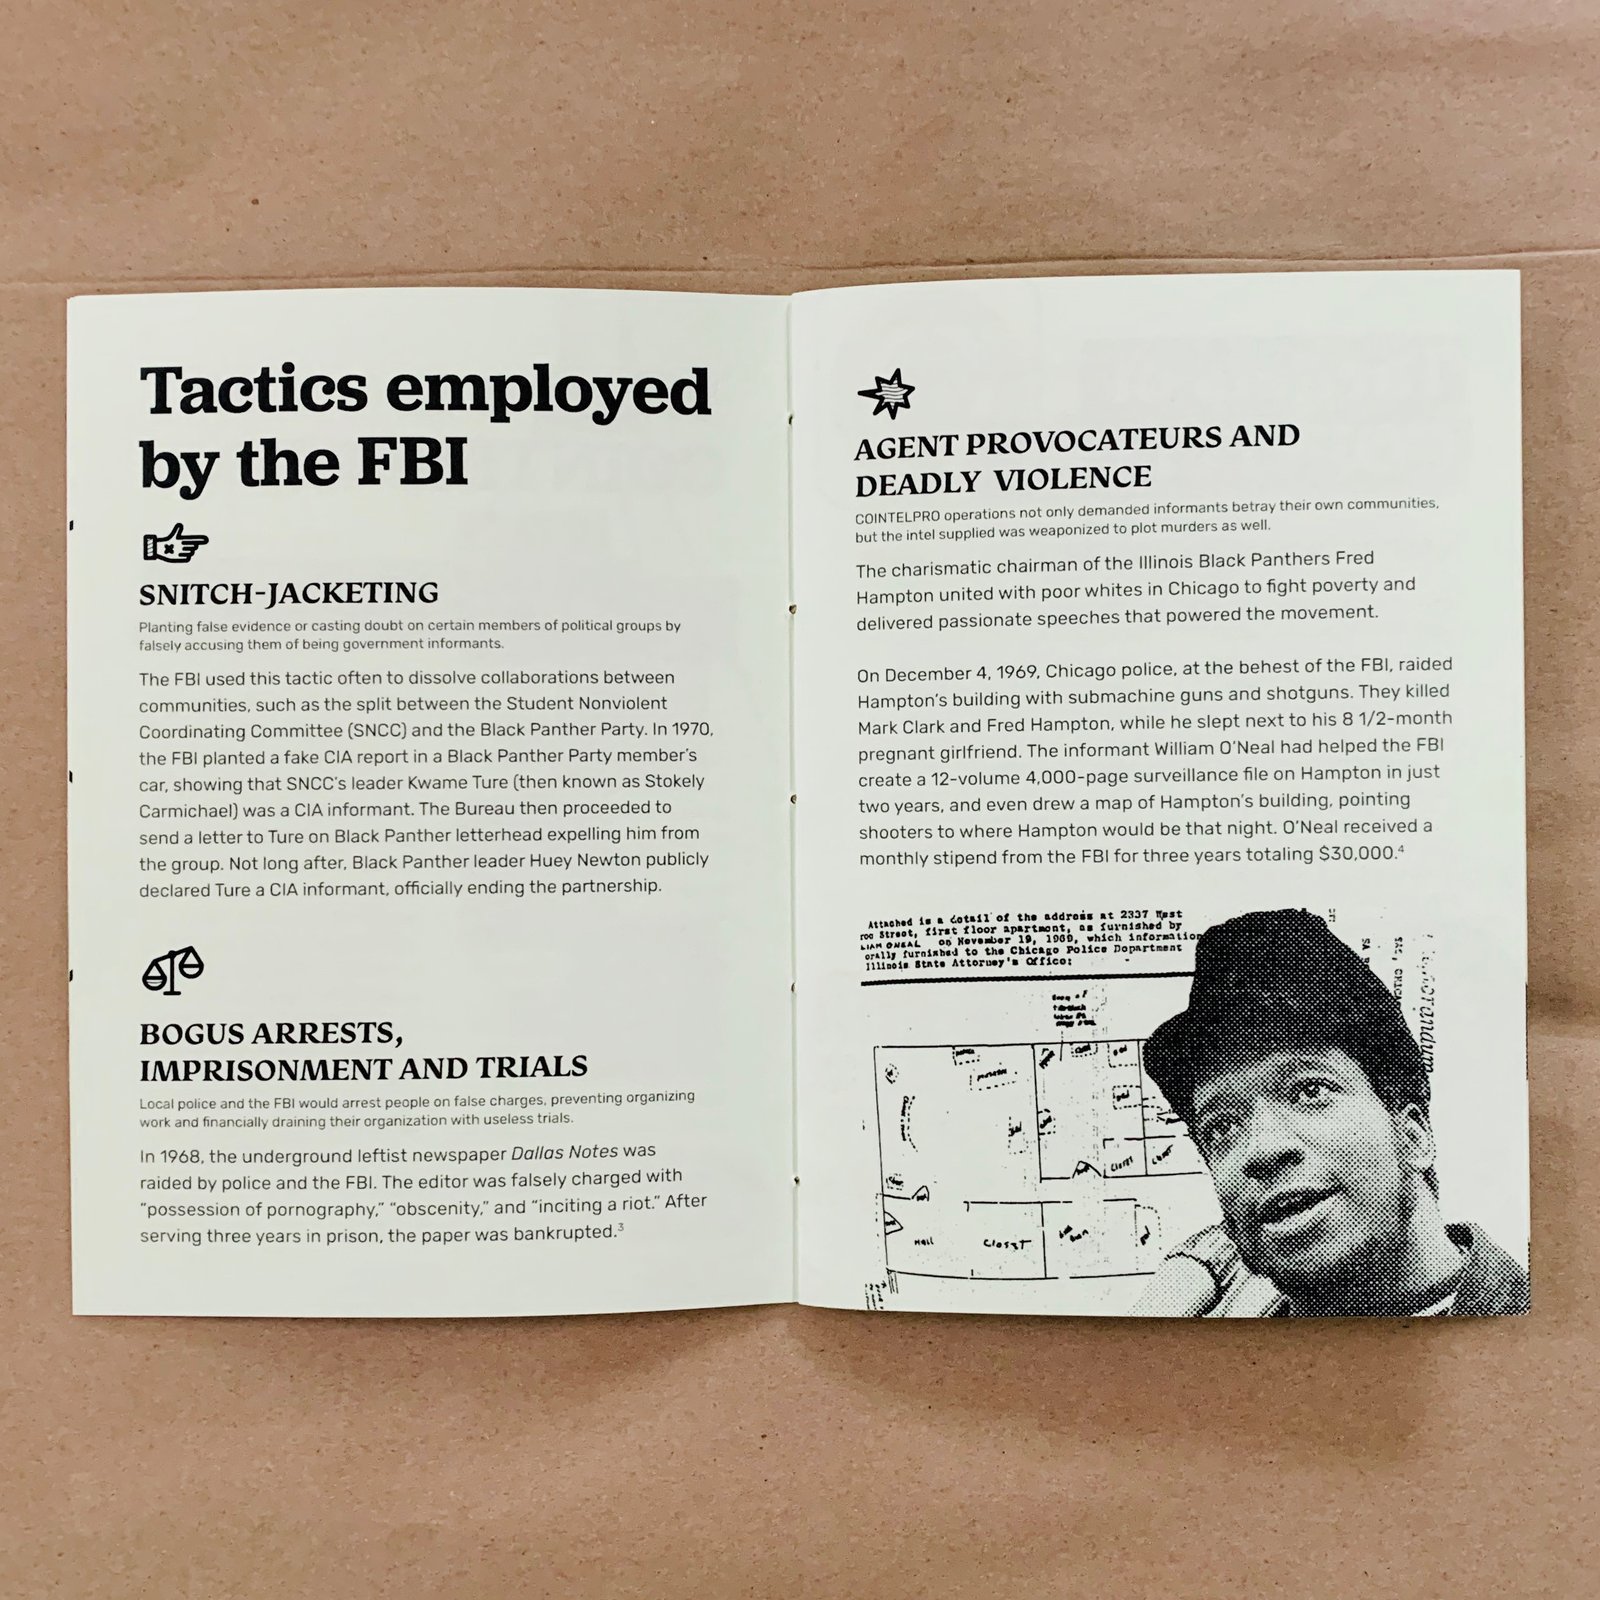 Tactics employed
by the FBI
SNITCH-JACKETING
Planting false evidence or casting doubt on certain members of political groups by
falsely accusing them of being government informants.
The FBI used this tactic often to dissolve collaborations between
communities, such as the split between the Student Nonviolent
Coordinating Committee (SNCC) and the Black Panther Party. In 1970,
the FBI planted a fake CIA report in a Black Panther Party member's
car, showing that SNCC's leader Kwame Ture (then known as Stokely
Carmichael) was a CIA informant. The Bureau then proceeded to
send a letter to Ture on Black Panther letterhead expelling him from
the group. Not long after, Black Panther leader Huey Newton publicly
declared Ture a CIA informant, officially ending the partnership.
BOGUS ARRESTS,
IMPRISONMENT AND TRIALS
Local police and the FBI would arrest people on false charges, preventing organizing
work and financially draining their organization with useless trials.
In 1968, the underground leftist newspaper Dallas Notes was
raided by police and the FBI. The editor was falsely charged with
"possession of pornography," "obscenity," and "inciting a riot." After
serving three years in prison, the paper was bankrupted.3
AGENT PROVOCATEURS AND
DEADLY VIOLENCE
COINTELPRO operations not only demanded informants betray their own communities,
but the intel supplied was weaponized to plot murders as well.
The charismatic chairman of the Illinois Black Panthers Fred
Hampton united with poor whites in Chicago to fight poverty and
delivered passionate speeches that powered the movement.
On December 4, 1969, Chicago police, at the behest of the FBI, raided
Hampton's building with submachine guns and shotguns. They killed
Mark Clark and Fred Hampton, while he slept next to his 8 1/2-month
pregnant girlfriend. The informant William O'Neal had helped the FBI
create a 12-volume 4,000-page surveillance file on Hampton in just
two years, and even drew a map of Hampton's building, pointing
shooters to where Hampton would be that night. O'Neal received a
monthly stipend from the FBI for three years totaling $30,000.4
Attached is a detail of the address at 2337 West
roe Street, first floor apartment, as furnished by
LIAM ONEAL on November 19, 1969, which information
orally furnished to the Chicago Police Department
Illinois State Attorney's Office:
Closet
Hall
Closet